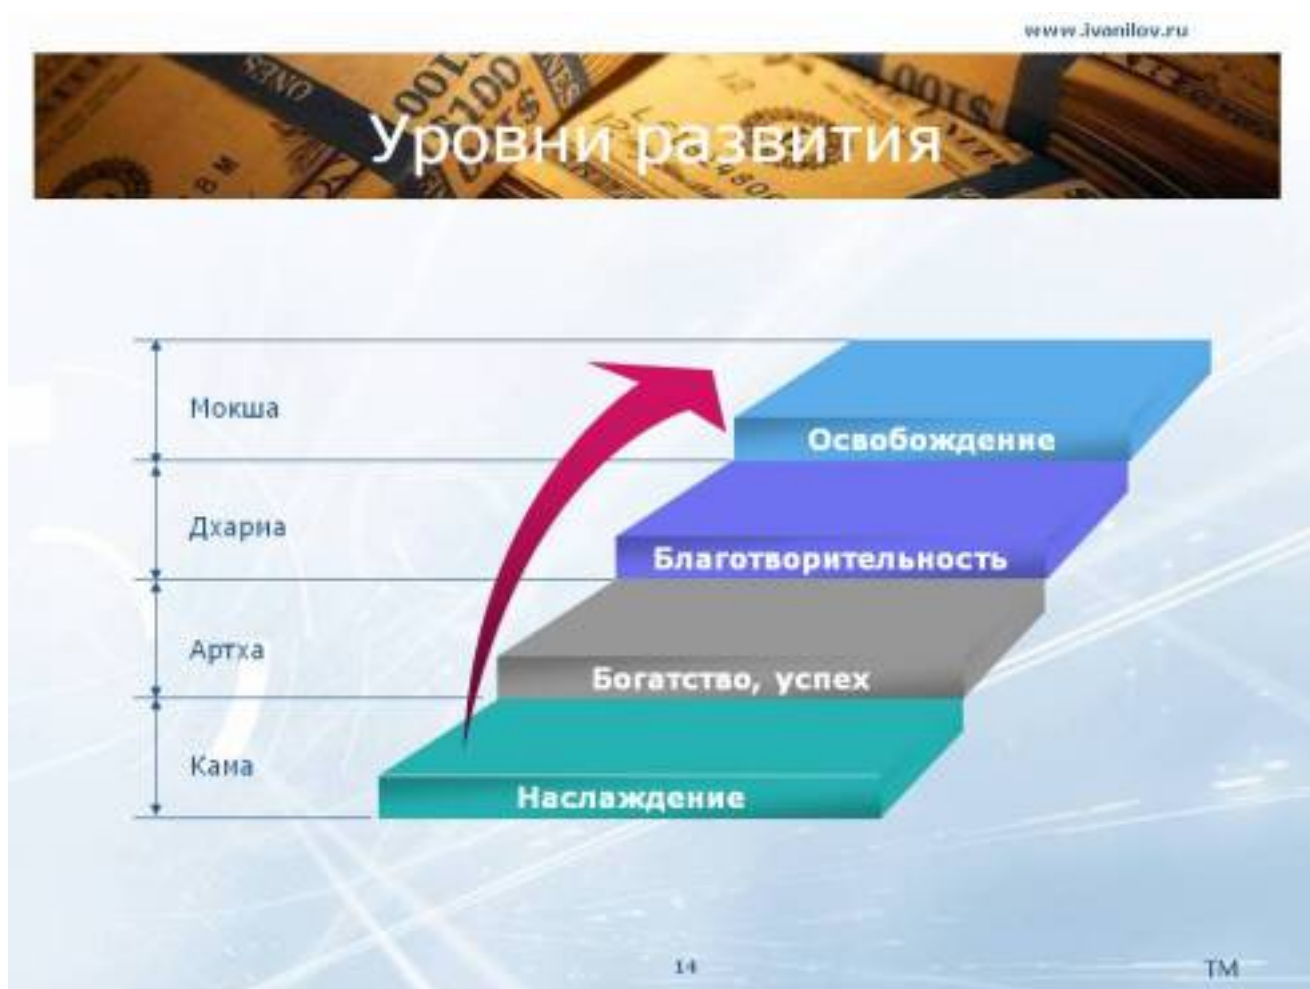 www.ivanilov.ru
Уровни развития
Мокша
Освобождение
Дхарма
Благотворительность
Артха
Богатство, успех
Кама
Наслаждение
14
TM